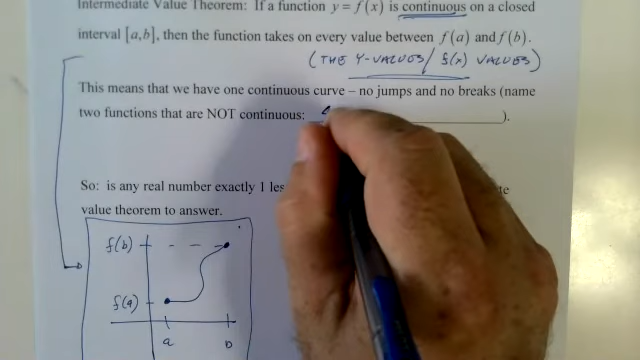 Intermediate Value Theorem: If a function y = f(x) is continuous on a closed
interval [a,b], then the function takes on every value between f(a) and f(b).
(THE Y-VALUES/ f(x) VALUES)
This means that we have one continuous curve – no jumps and no breaks (name
two functions that are NOT continuous: ____________).
So: is any real number exactly 1 les
value theorem to answer.
f(b)
f(a)
a b